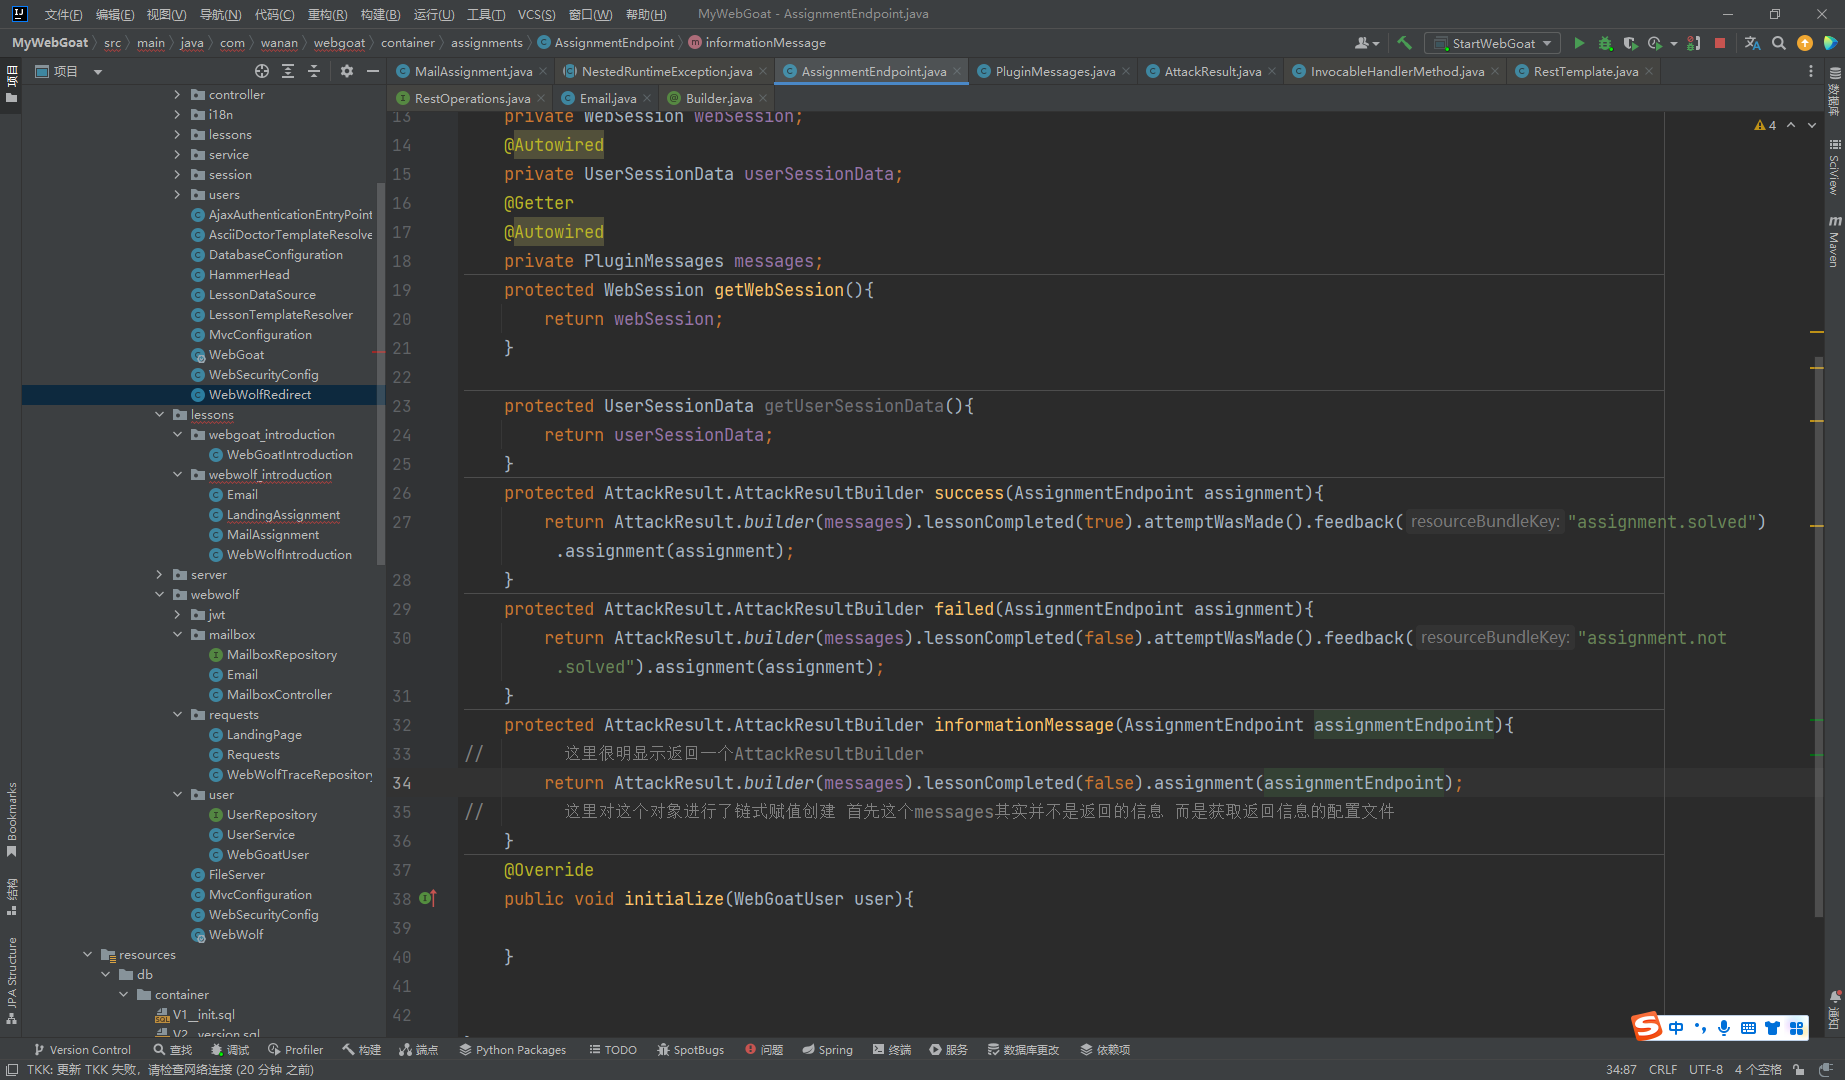 文件(F) 编辑(E) 视图(V) 导航(N) 代码(C) 重构(R) 构建(B) 运行(U) 工具(T) VCS(S) 窗口(W) 帮助(H) MyWebGoat - AssignmentEndpoint.java
MyWebGoat src main java com wanan webgoat container assignments AssignmentEndpoint informationMessage StartWebGoat
项目
MailAssignment.java NestedRuntimeException.java AssignmentEndpoint.java PluginMessages.java AttackResult.java InvocableHandlerMethod.java RestTemplate.java
RestOperations.java Email.java Builder.java
项目
controller
i18n
lessons
service
session
users
AjaxAuthenticationEntryPoint
AsciiDoctorTemplateResolve
DatabaseConfiguration
HammerHead
LessonDataSource
LessonTemplateResolver
MvcConfiguration
WebGoat
WebSecurityConfig
WebWolfRedirect
lessons
webgoat_introduction
WebGoatIntroduction
webwolf_introduction
Email
LandingAssignment
MailAssignment
WebWolfIntroduction
server
webwolf
jwt
mailbox
MailboxRepository
Email
MailboxController
requests
LandingPage
Requests
WebWolfTraceRepository
user
UserRepository
UserService
WebGoatUser
FileServer
MvcConfiguration
WebSecurityConfig
WebWolf
resources
db
container
V1__init.sql
V2__version.sql
Bookmarks
结构
JPA Structure
13 private WebSession webSession;
14 @Autowired
15 private UserSessionData userSessionData;
16 @Getter
17 @Autowired
18 private PluginMessages messages;
19 protected WebSession getWebSession(){
20 return webSession;
21 }
22
23 protected UserSessionData getUserSessionData(){
24 return userSessionData;
25 }
26 protected AttackResult.AttackResultBuilder success(AssignmentEndpoint assignment){
27 return AttackResult.builder(messages).lessonCompleted(true).attemptWasMade().feedback( resourceBundleKey: "assignment.solved")
.assignment(assignment);
28 }
29 protected AttackResult.AttackResultBuilder failed(AssignmentEndpoint assignment){
30 return AttackResult.builder(messages).lessonCompleted(false).attemptWasMade().feedback( resourceBundleKey: "assignment.not
.solved").assignment(assignment);
31 }
32 protected AttackResult.AttackResultBuilder informationMessage(AssignmentEndpoint assignmentEndpoint){
33 // 这里很明显示返回一个AttackResultBuilder
34 return AttackResult.builder(messages).lessonCompleted(false).assignment(assignmentEndpoint);
35 // 这里对这个对象进行了链式赋值创建 首先这个messages其实并不是返回的信息 而是获取返回信息的配置文件
36 }
37 @Override
38 public void initialize(WebGoatUser user){
39
40 }
41
42
4
数据库
SciView
Maven
通知
中
Version Control 查找 调试 Profiler 构建 端点 Python Packages TODO SpotBugs 问题 Spring 终端 服务 数据库更改 依赖项
TKK: 更新 TKK 失败，请检查网络连接 (20 分钟 之前) 34:87 CRLF UTF-8 4 个空格